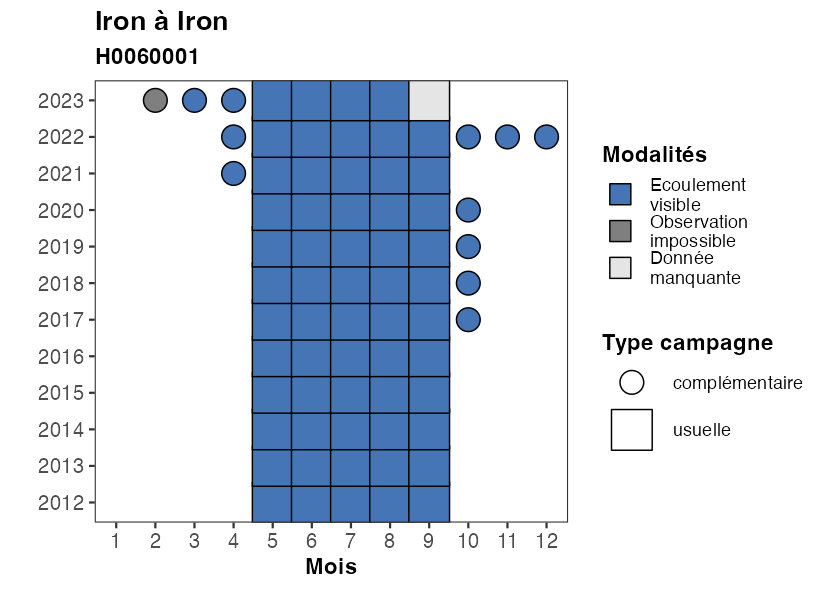 Iron à Iron
H0060001
2023
2022
2021
2020
2019
2018
2017
2016
2015
2014
2013
2012
1 2 3 4 5 6 7 8 9 10 11 12
Mois
Modalités
Ecoulement
visible
Observation
impossible
Donnée
manquante
Type campagne
complémentaire
usuelle